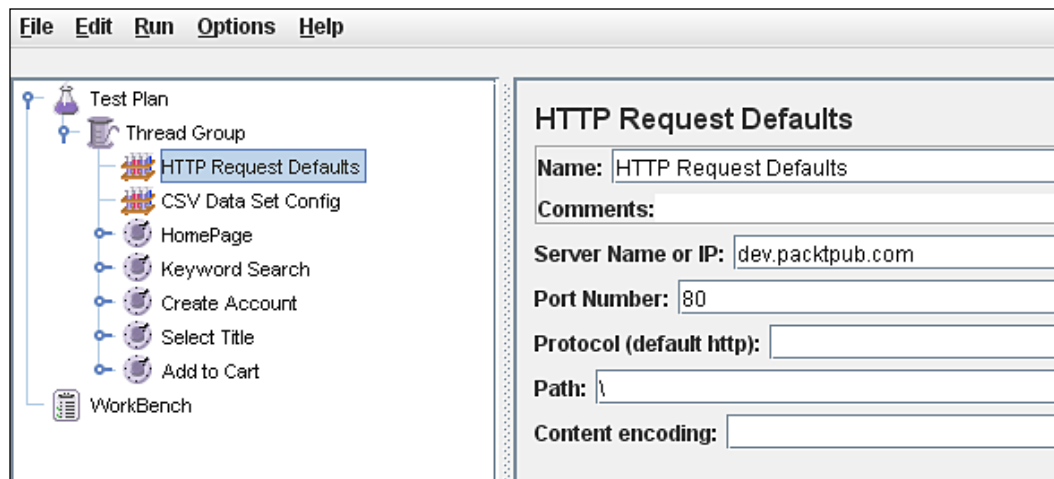 File Edit Run Options Help
Test Plan
Thread Group
HTTP Request Defaults
CSV Data Set Config
HomePage
Keyword Search
Create Account
Select Title
Add to Cart
WorkBench
HTTP Request Defaults
Name: HTTP Request Defaults
Comments:
Server Name or IP: dev.packtpub.com
Port Number: 80
Protocol (default http):
Path: \
Content encoding: